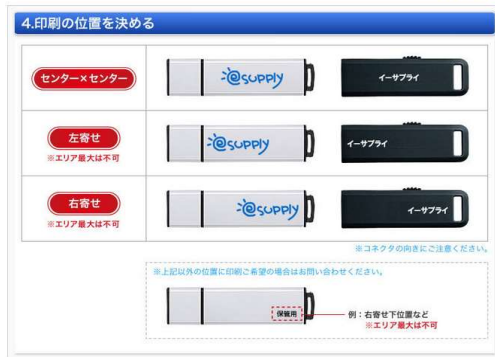 4.印刷の位置を決める
センター×センター
esupply
イーサプライ
左寄せ
※エリア最大は不可
esupply
イーサプライ
右寄せ
※エリア最大は不可
esupply
イーサプライ
※コネクタの向きにご注意ください。
※上記以外の位置に印刷ご希望の場合はお問い合わせください。
保管用
例：右寄せ下位置など
※エリア最大は不可